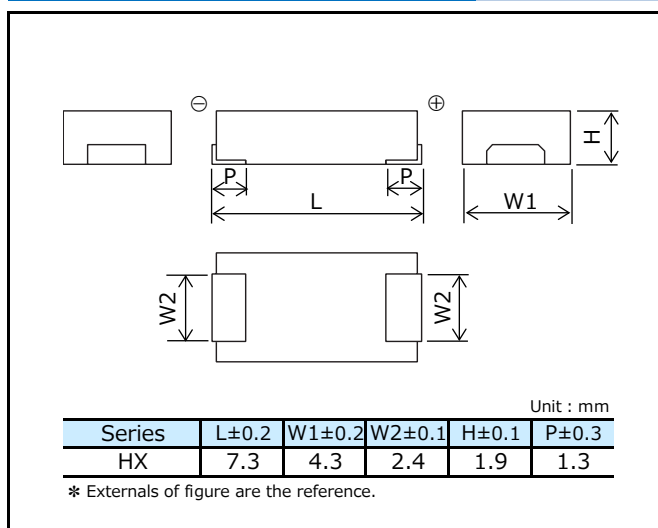 ⊖ ⊕
H
P P
L W1
W2 W2
Unit : mm
Series L±0.2 W1±0.2 W2±0.1 H±0.1 P±0.3
HX 7.3 4.3 2.4 1.9 1.3
✻ Externals of figure are the reference.